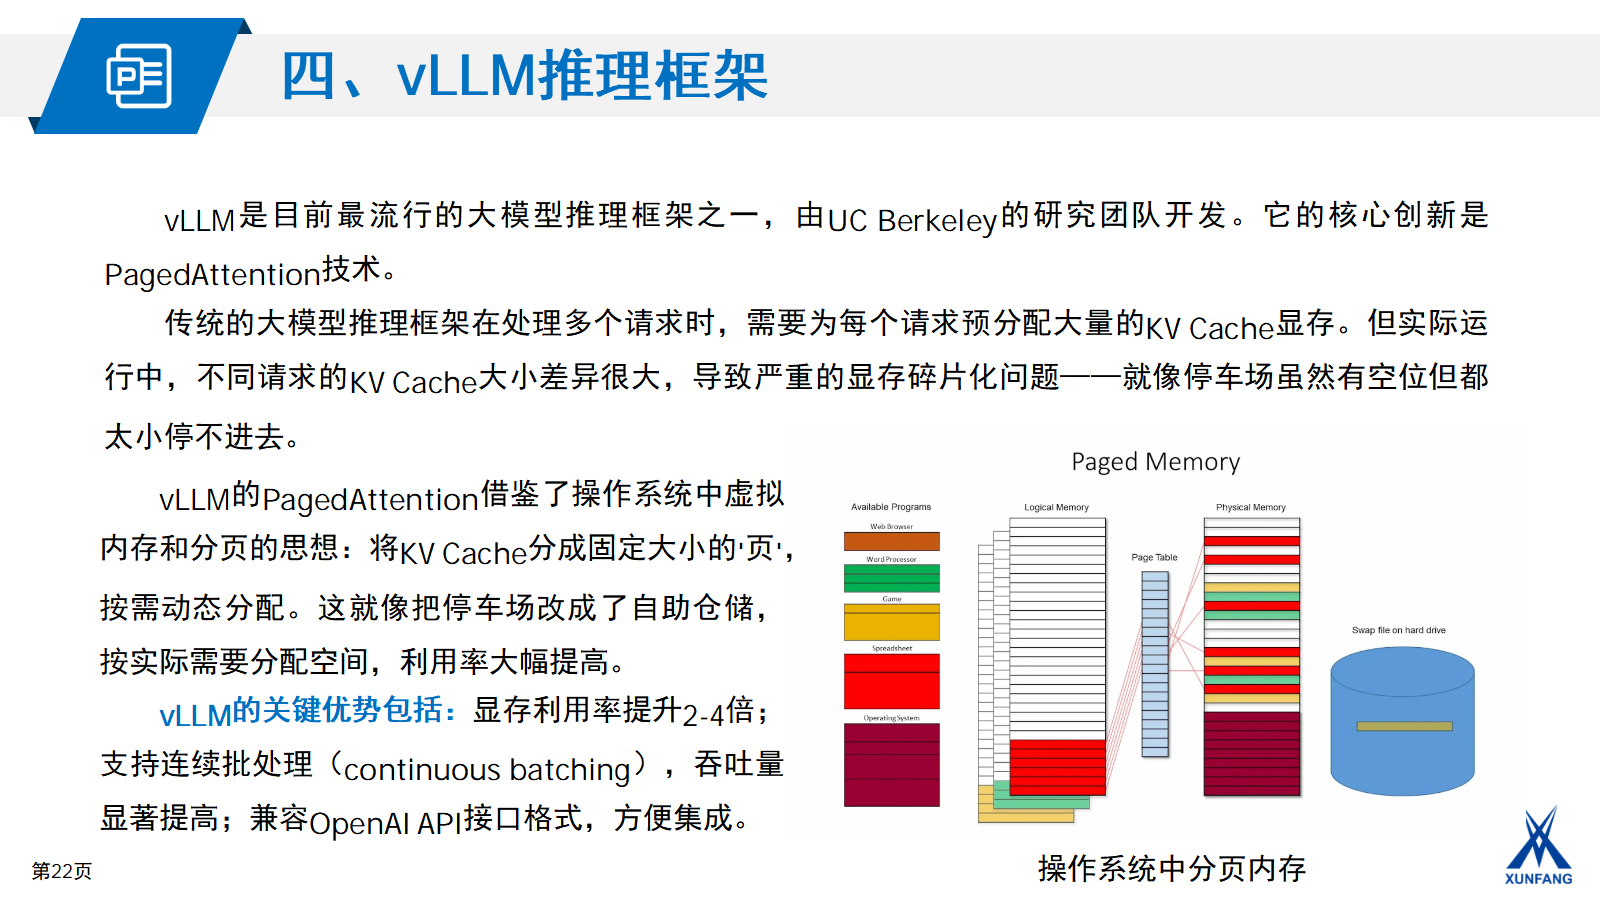 四、vLLM推理框架
vLLM是目前最流行的大模型推理框架之一，由UC Berkeley的研究团队开发。它的核心创新是
PagedAttention技术。
传统的大模型推理框架在处理多个请求时，需要为每个请求预分配大量的KV Cache显存。但实际运
行中，不同请求的KV Cache大小差异很大，导致严重的显存碎片化问题——就像停车场虽然有空位但都
太小停不进去。
vLLM的PagedAttention借鉴了操作系统中虚拟
内存和分页的思想：将KV Cache分成固定大小的'页'，
按需动态分配。这就像把停车场改成了自助仓储，
按实际需要分配空间，利用率大幅提高。
vLLM的关键优势包括：显存利用率提升2-4倍；
支持连续批处理（continuous batching），吞吐量
显著提高；兼容OpenAI API接口格式，方便集成。
Paged Memory
Available Programs
Web Browser
Word Processor
Game
Spreadsheet
Operating System
Logical Memory
Page Table
Physical Memory
Swap file on hard drive
操作系统中分页内存
第22页
XUNFANG